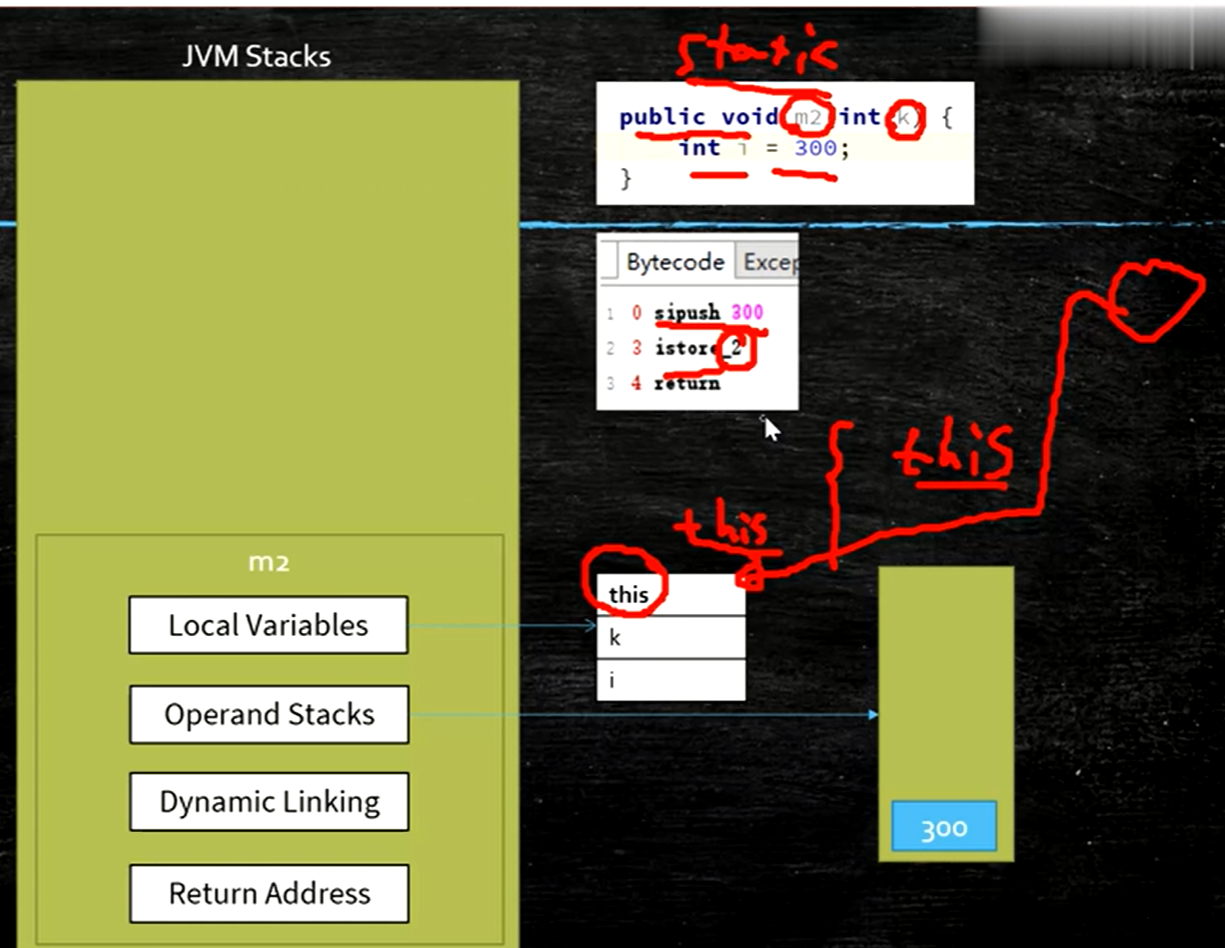 JVM Stacks
static
public void m2(int k) {
int i = 300;
}
Bytecode Excep
1 0 sipush 300
2 3 istore_2
3 4 return
this
this
m2
this
k
i
Local Variables
Operand Stacks
Dynamic Linking
Return Address
300